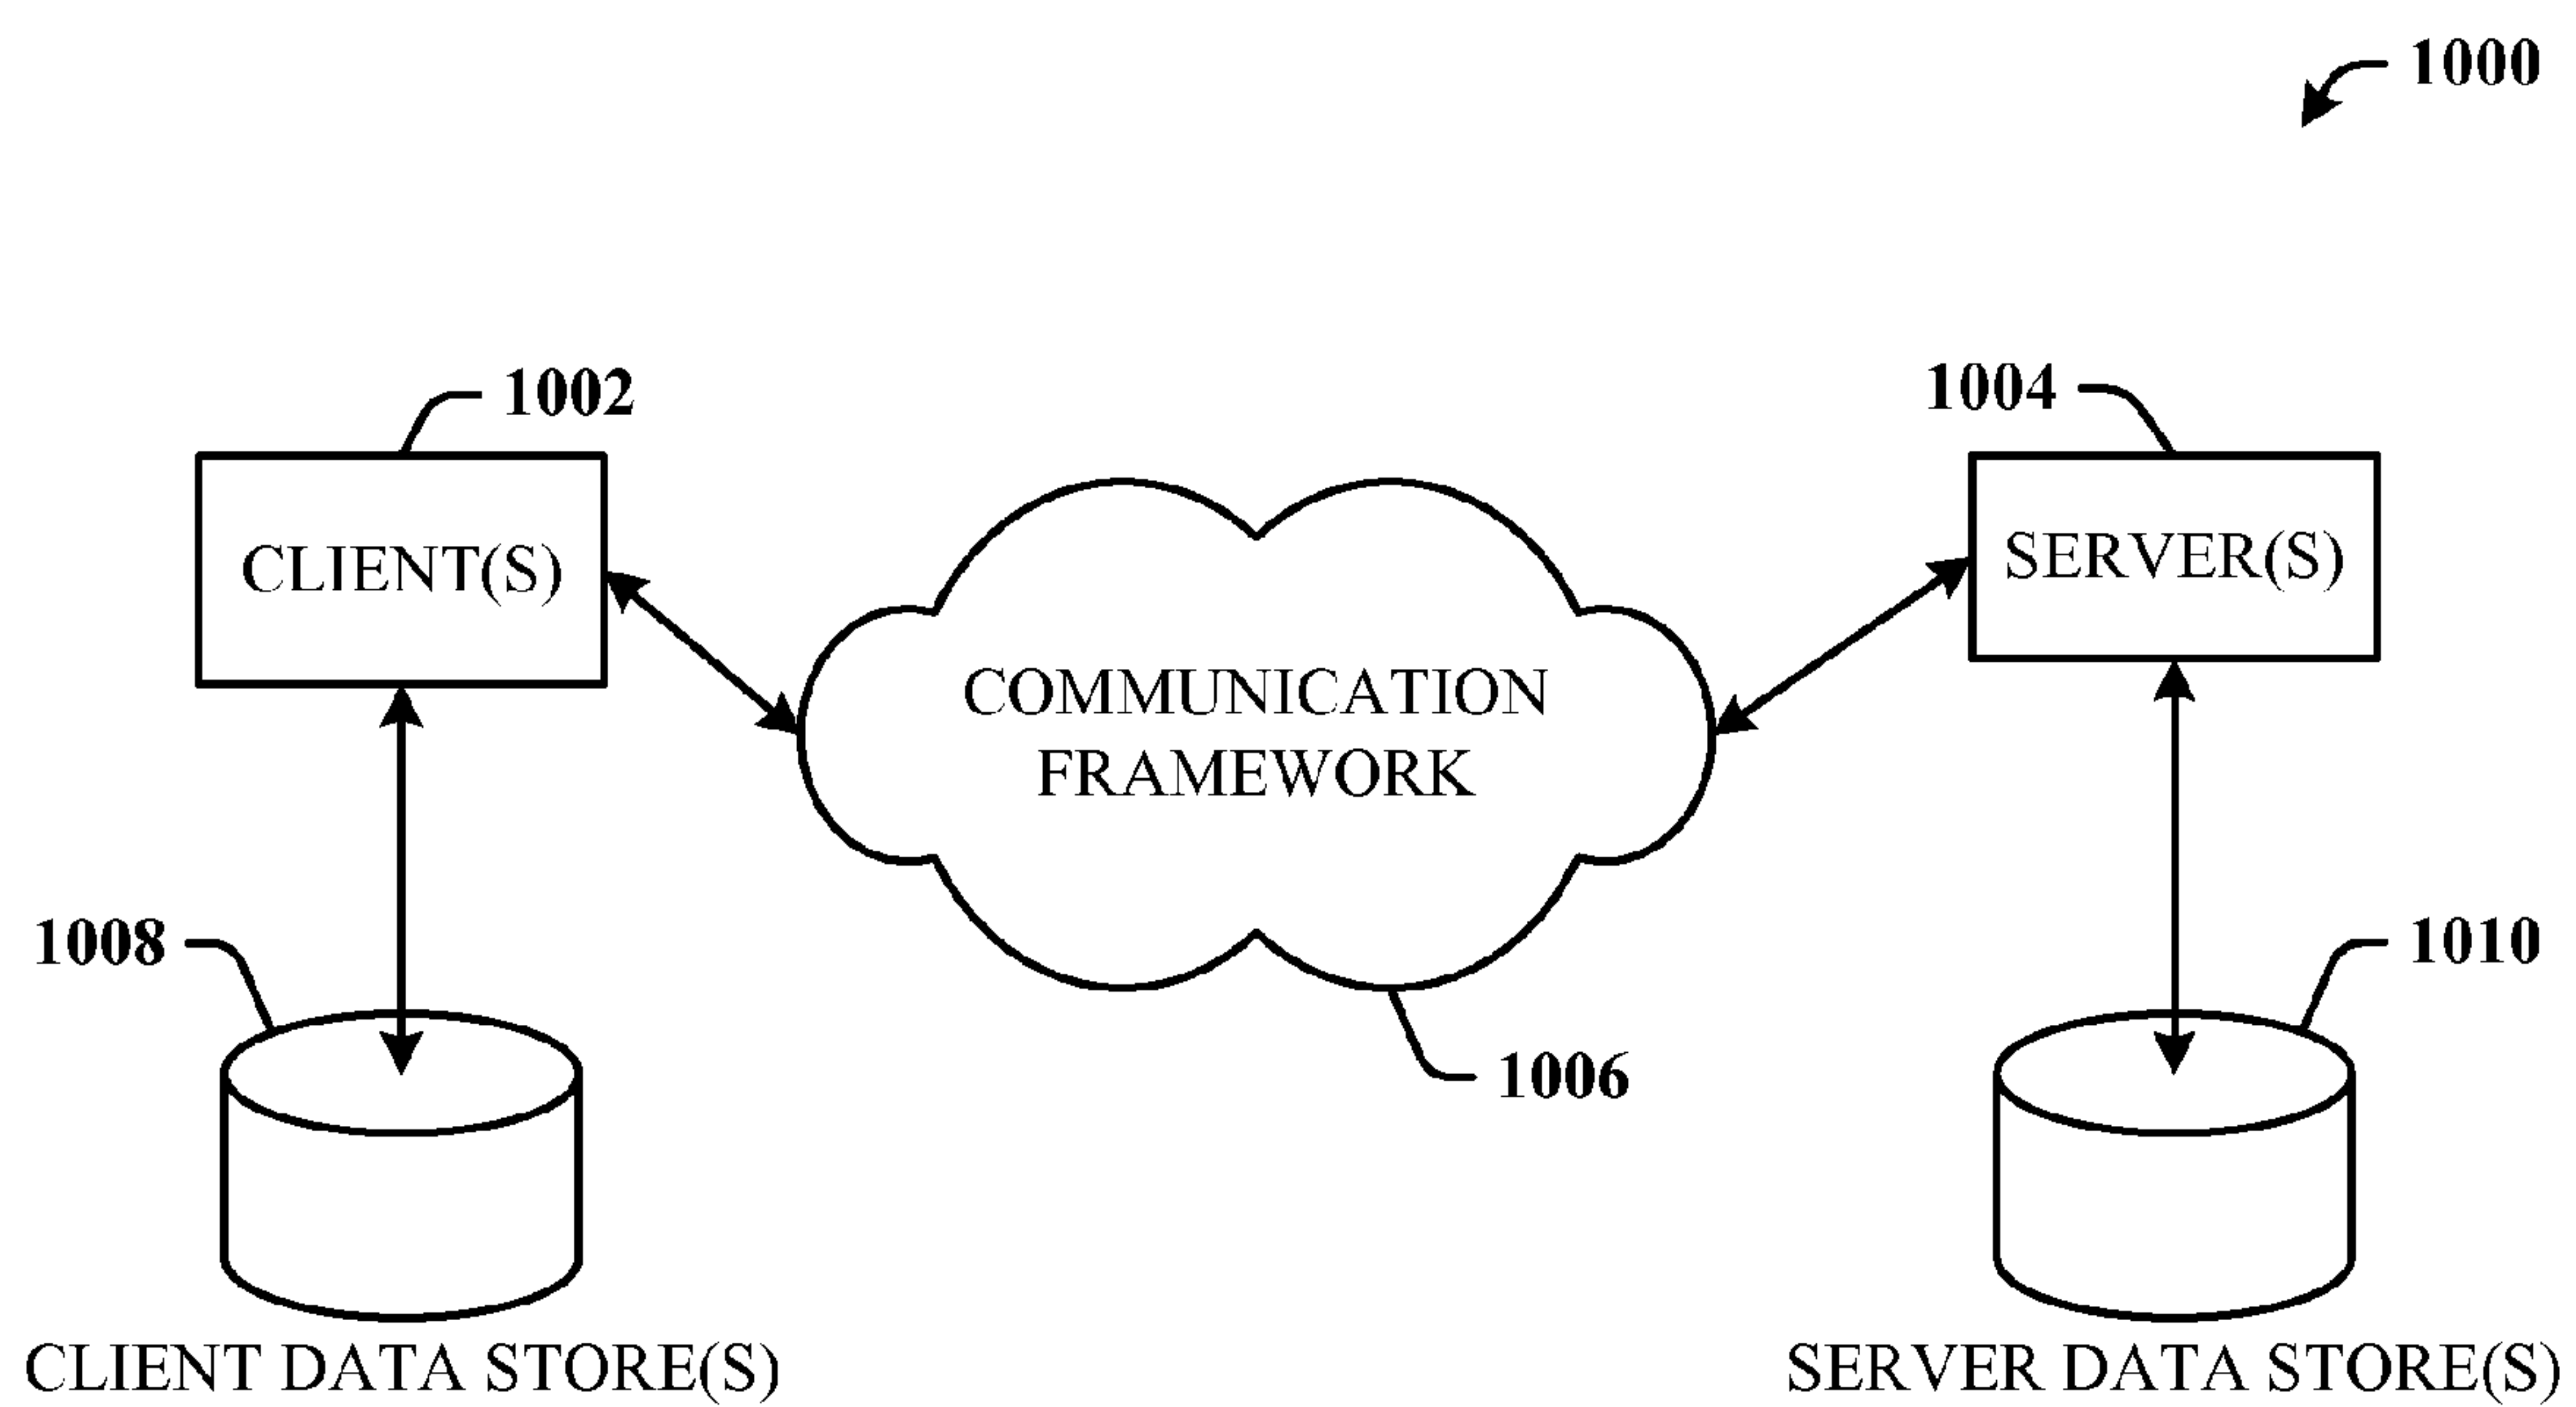 1000
1002
1004
CLIENT(S)
SERVER(S)
COMMUNICATION
FRAMEWORK
1008
1010
1006
CLIENT DATA STORE(S)
SERVER DATA STORE(S)